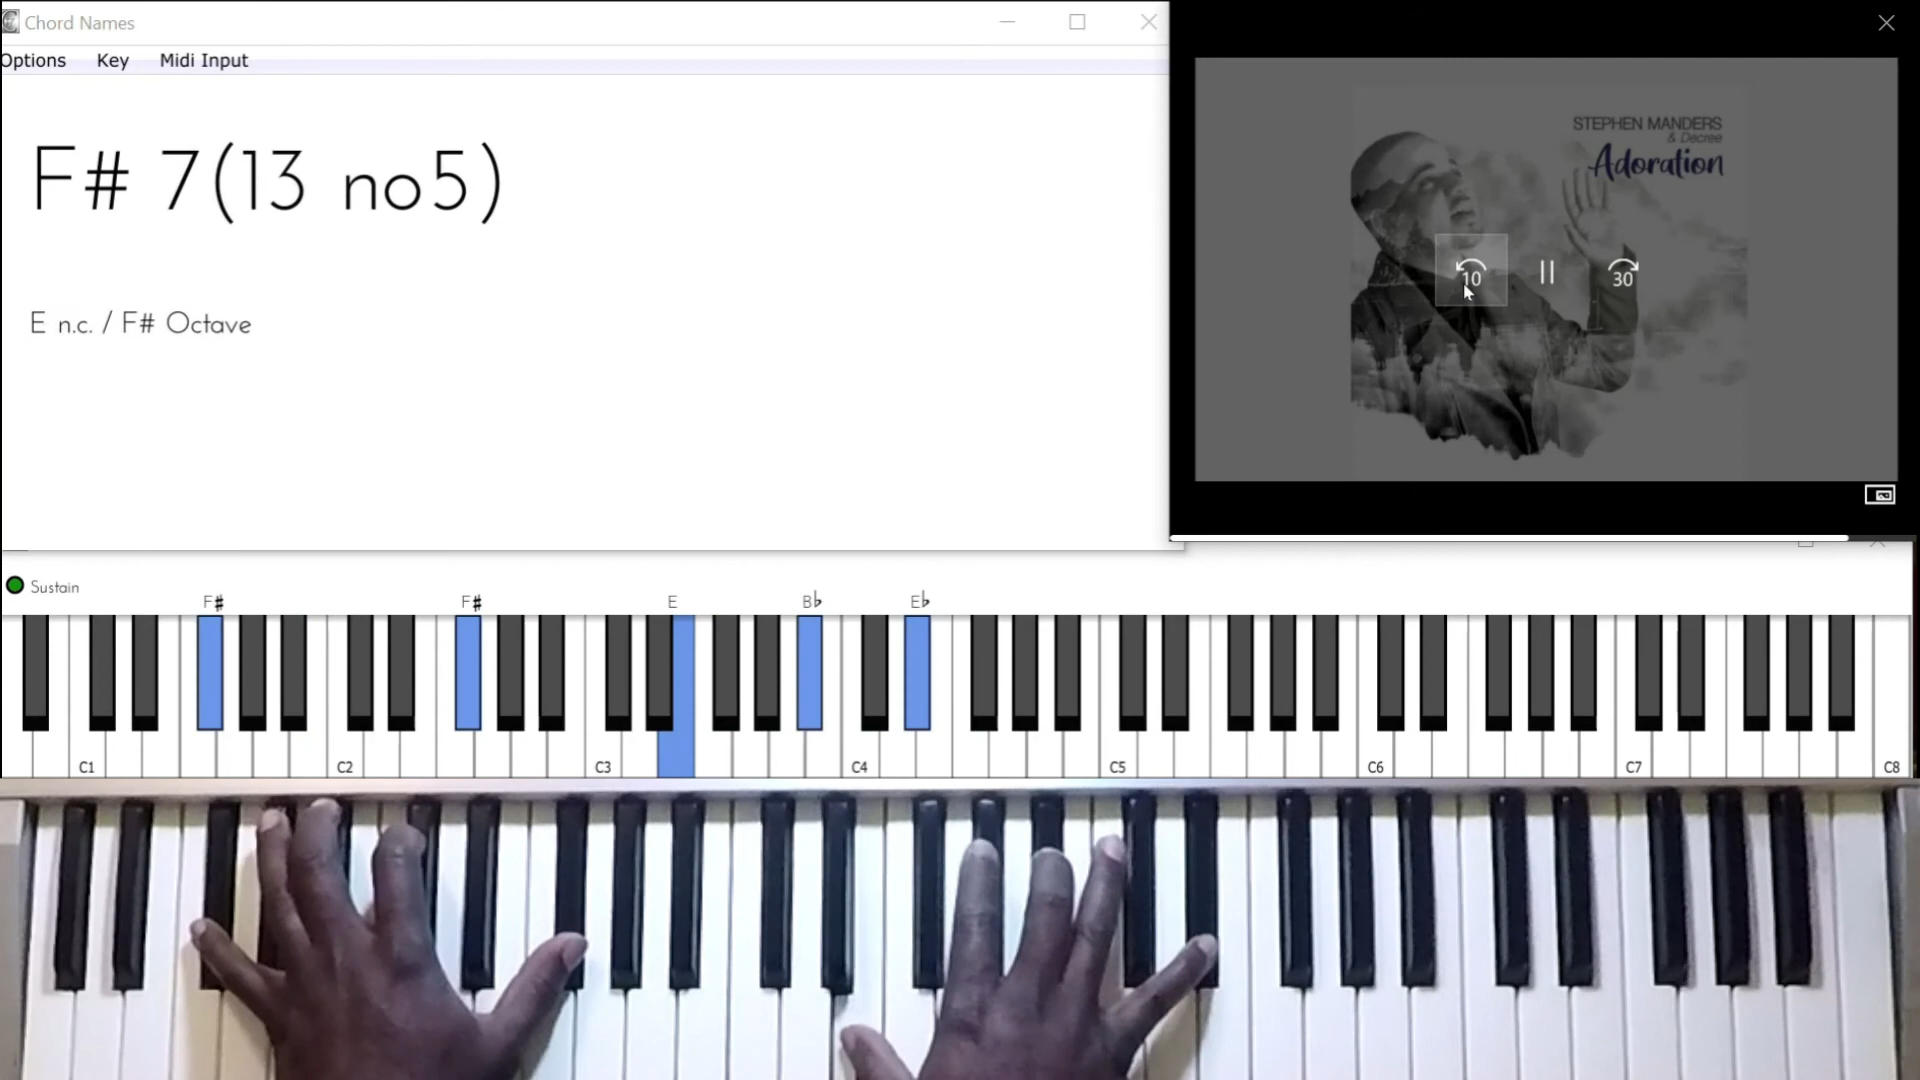 Chord Names
Options Key Midi Input
F# 7(13 no5)
E n.c. / F# Octave
STEPHEN MANDERS
& Decree
Adoration
10 30
Sustain
F# F# E B♭ E♭
C1 C2 C3 C4 C5 C6 C7 C8